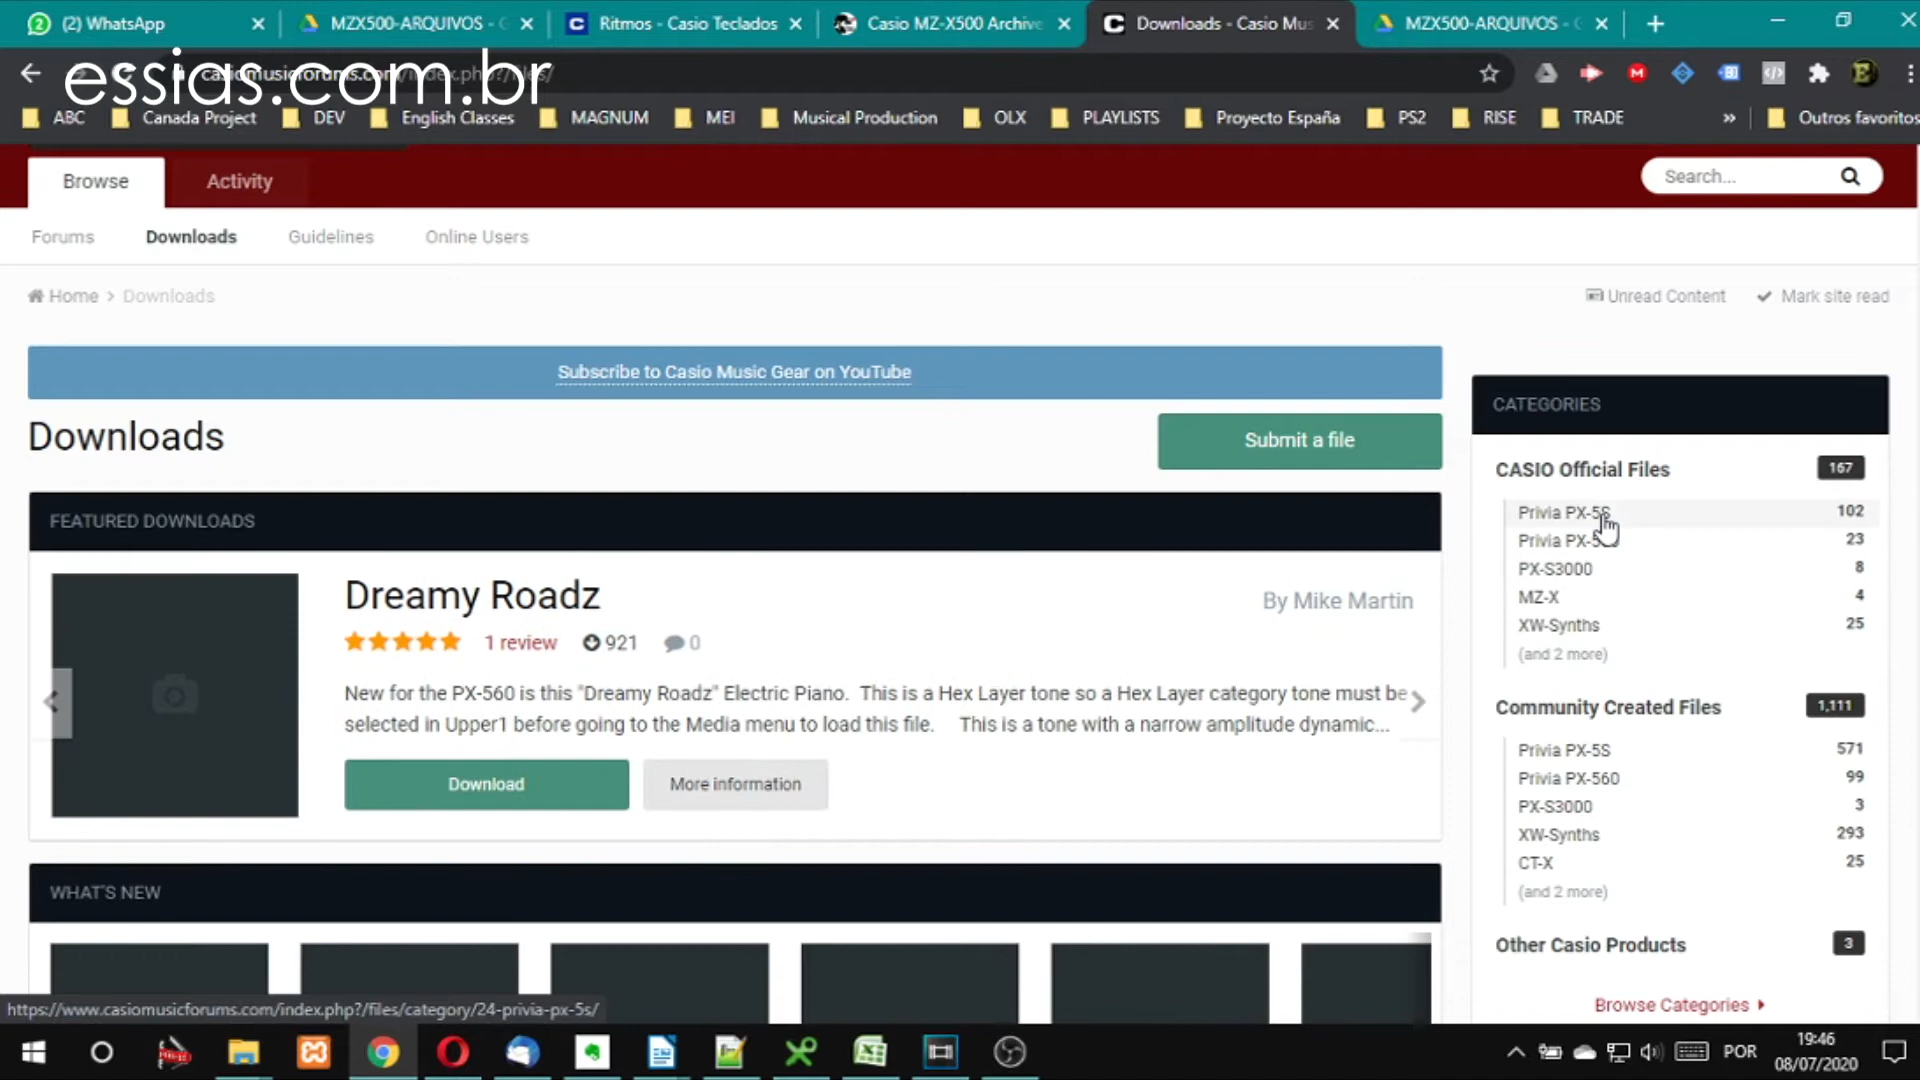 (2) WhatsApp
MZX500-ARQUIVOS -
Ritmos - Casio Teclados
Casio MZ-X500 Archive
Downloads - Casio Mus
MZX500-ARQUIVOS -
essias.com.br
casiomusicforums.com/index.php?/files/
ABC
Canada Project
DEV
English Classes
MAGNUM
MEI
Musical Production
OLX
PLAYLISTS
Proyecto España
PS2
RISE
TRADE
»
Outros favoritos
Browse
Activity
Search...
Forums
Downloads
Guidelines
Online Users
Home > Downloads
Unread Content
Mark site read
Subscribe to Casio Music Gear on YouTube
Downloads
Submit a file
FEATURED DOWNLOADS
Dreamy Roadz
By Mike Martin
1 review
921
0
New for the PX-560 is this "Dreamy Roadz" Electric Piano. This is a Hex Layer tone so a Hex Layer category tone must be
selected in Upper1 before going to the Media menu to load this file. This is a tone with a narrow amplitude dynamic...
Download
More information
WHAT'S NEW
CATEGORIES
CASIO Official Files 167
Privia PX-5S 102
Privia 23
PX-S3000 8
MZ-X 4
XW-Synths 25
(and 2 more)
Community Created Files 1,111
Privia PX-5S 571
Privia PX-560 99
PX-S3000 3
XW-Synths 293
CT-X 25
(and 2 more)
Other Casio Products 3
Browse Categories
https://www.casiomusicforums.com/index.php?/files/category/24-privia-px-5s/
POR
19:46
08/07/2020